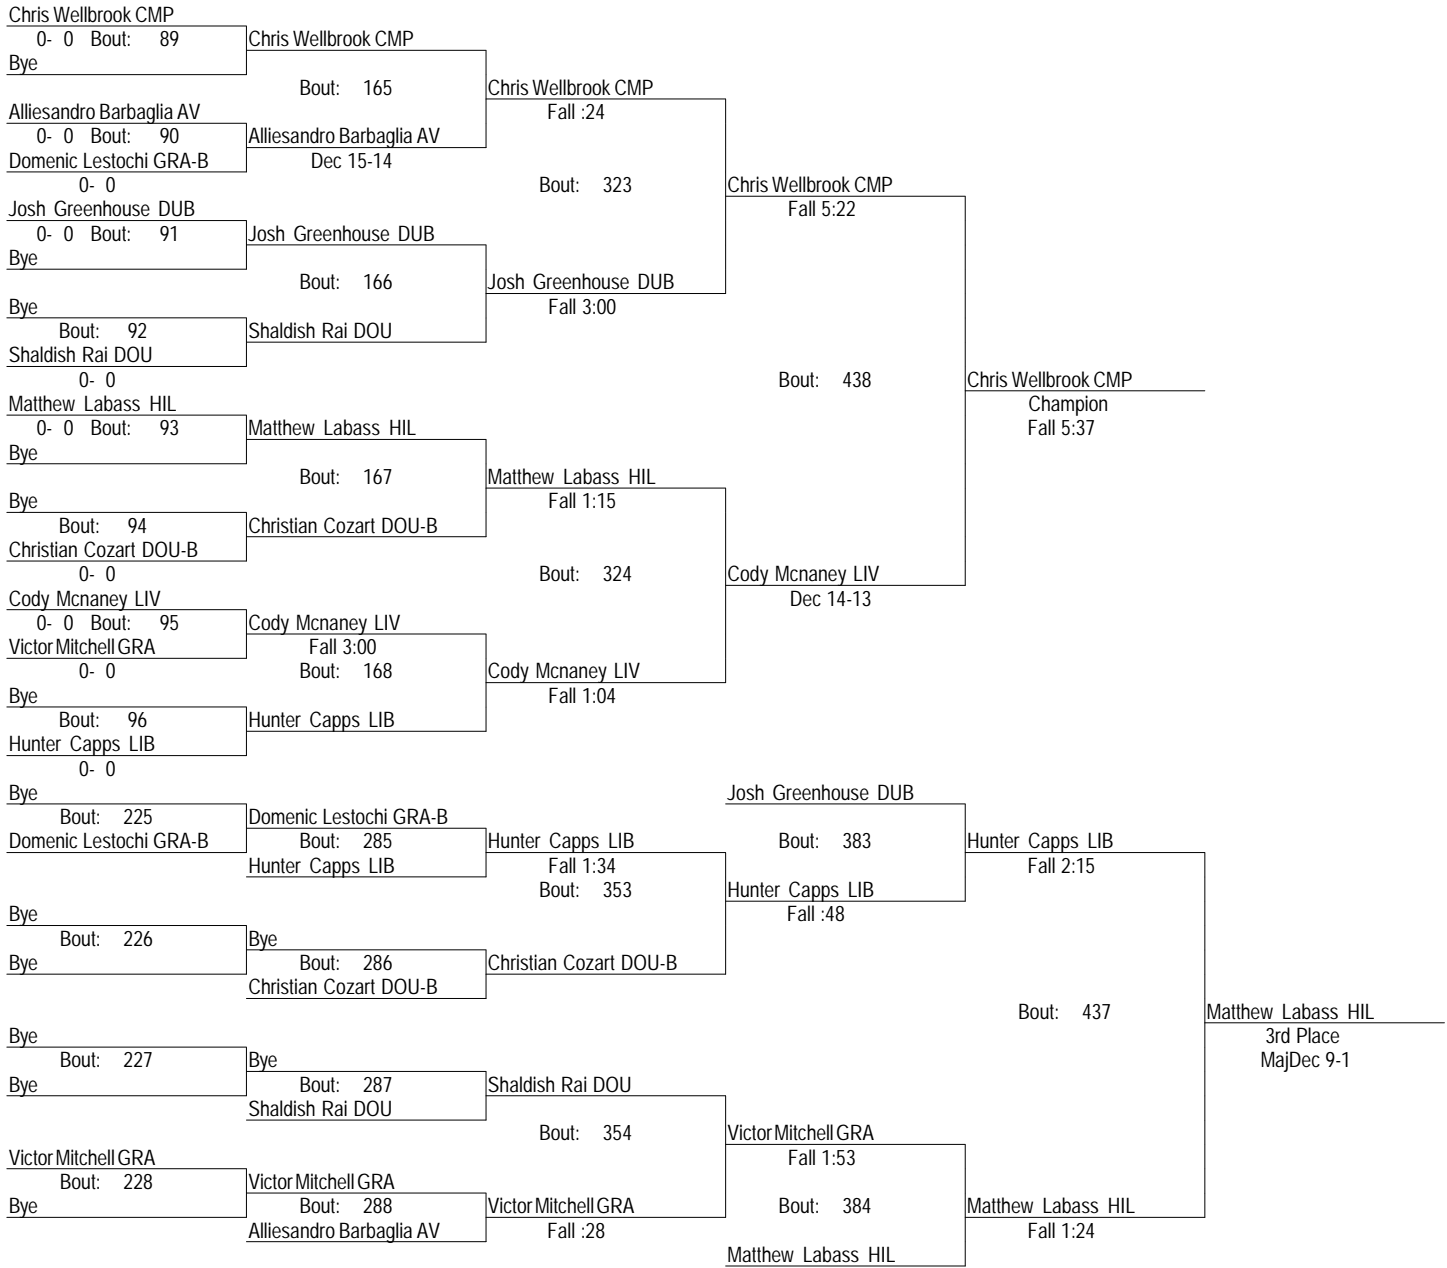 Chris Wellbrook CMP
0- 0 Bout: 89 Chris Wellbrook CMP
Bye
Bout: 165 Chris Wellbrook CMP
Alliesandro Barbaglia AV Fall :24
0- 0 Bout: 90 Alliesandro Barbaglia AV
Domenic Lestochi GRA-B Dec 15-14
0- 0 Bout: 323 Chris Wellbrook CMP
Josh Greenhouse DUB Fall 5:22
0- 0 Bout: 91 Josh Greenhouse DUB
Bye
Bout: 166 Josh Greenhouse DUB
Bye Fall 3:00
Bout: 92 Shaldish Rai DOU
Shaldish Rai DOU
0- 0 Bout: 438 Chris Wellbrook CMP
Matthew Labass HIL Champion
0- 0 Bout: 93 Matthew Labass HIL Fall 5:37
Bye
Bout: 167 Matthew Labass HIL
Bye Fall 1:15
Bout: 94 Christian Cozart DOU-B
Christian Cozart DOU-B
0- 0 Bout: 324 Cody Mcnaney LIV
Cody Mcnaney LIV Dec 14-13
0- 0 Bout: 95 Cody Mcnaney LIV
Victor Mitchell GRA Fall 3:00
0- 0 Bout: 168 Cody Mcnaney LIV
Bye Fall 1:04
Bout: 96 Hunter Capps LIB
Hunter Capps LIB
0- 0
Bye Josh Greenhouse DUB
Bout: 225 Domenic Lestochi GRA-B
Domenic Lestochi GRA-B Bout: 285 Hunter Capps LIB Bout: 383 Hunter Capps LIB
Hunter Capps LIB Fall 1:34 Fall 2:15
Bout: 353 Hunter Capps LIB
Bye Fall :48
Bout: 226 Bye
Bye Bout: 286 Christian Cozart DOU-B
Christian Cozart DOU-B
Bout: 437 Matthew Labass HIL
Bye 3rd Place
Bout: 227 Bye MajDec 9-1
Bye Bout: 287 Shaldish Rai DOU
Shaldish Rai DOU
Bout: 354 Victor Mitchell GRA
Victor Mitchell GRA Fall 1:53
Bout: 228 Victor Mitchell GRA
Bye Bout: 288 Victor Mitchell GRA Bout: 384 Matthew Labass HIL
Alliesandro Barbaglia AV Fall :28 Fall 1:24
Matthew Labass HIL